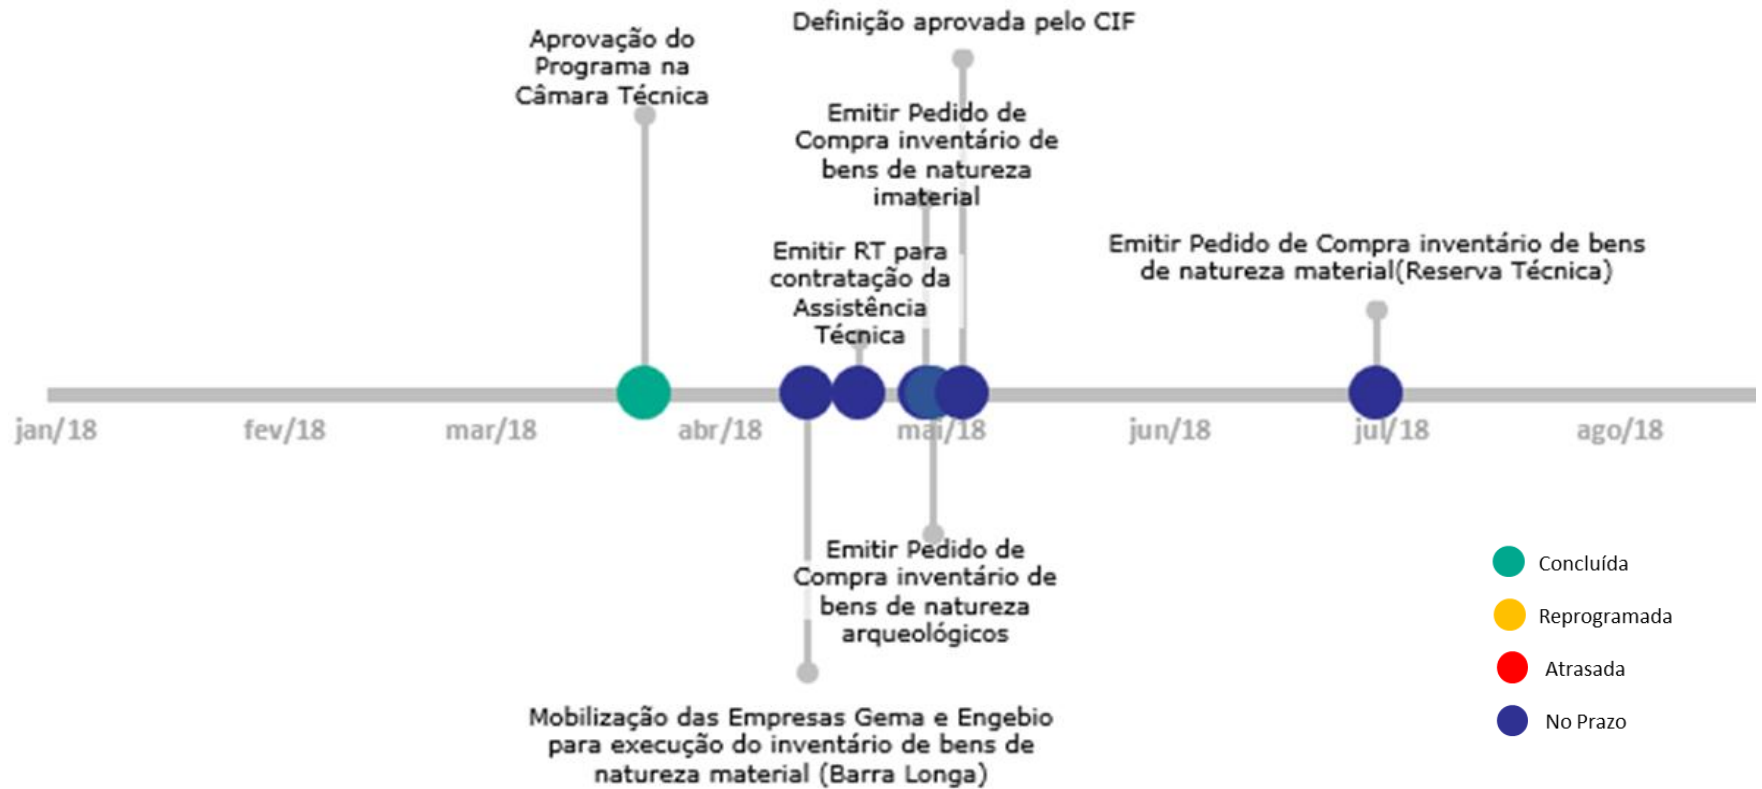 Definição aprovada pelo CIF
Aprovação do
Programa na
Câmara Técnica
Emitir Pedido de
Compra inventário de
bens de natureza
imaterial
Emitir RT para
contratação da
Assistência
Técnica
Emitir Pedido de Compra inventário de bens
de natureza material(Reserva Técnica)
jan/18
fev/18
mar/18
abr/18
mai/18
jun/18
jul/18
ago/18
Emitir Pedido de
Compra inventário de
bens de natureza
arqueológicos
Mobilização das Empresas Gema e Engebio
para execução do inventário de bens de
natureza material (Barra Longa)
Concluída
Reprogramada
Atrasada
No Prazo